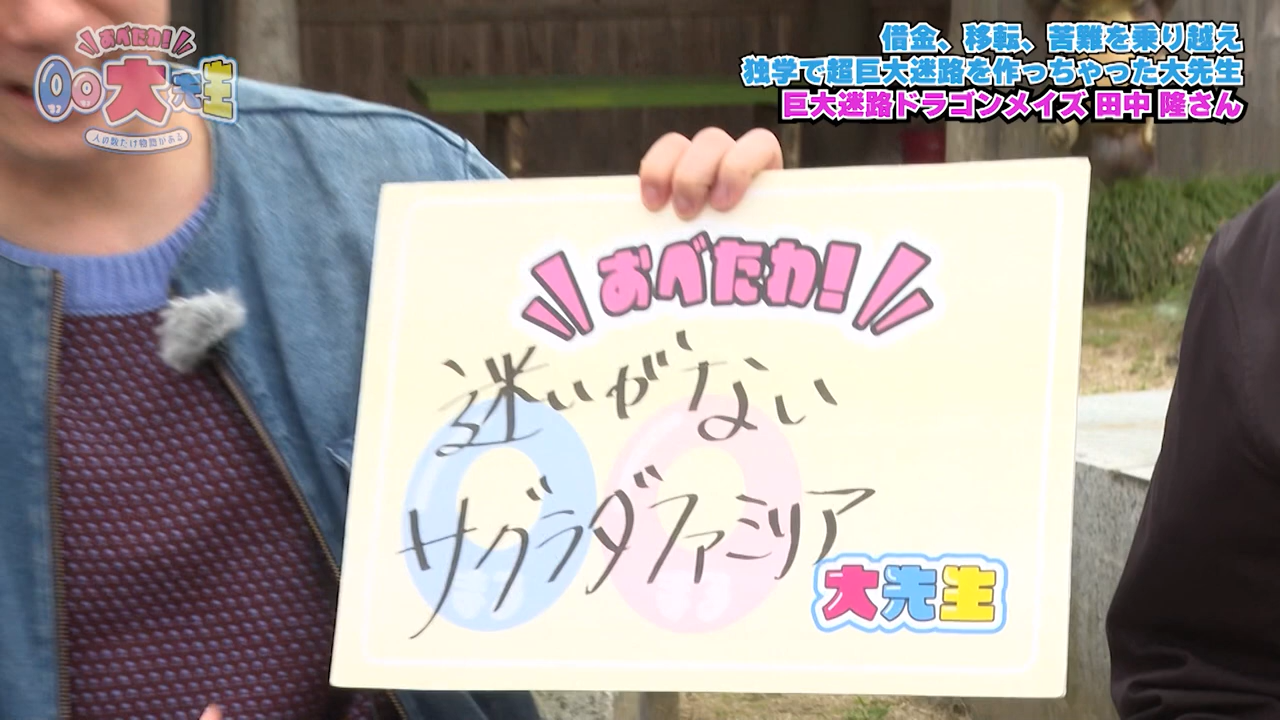 おべたわ!
〇〇大先生
人の数だけ物語がある
借金、移転、苦難を乗り越え
独学で超巨大迷路を作っちゃった大先生
巨大迷路ドラゴンメイズ 田中 隆さん
おべたわ!
迷いがない
サグラダファミリア
大先生